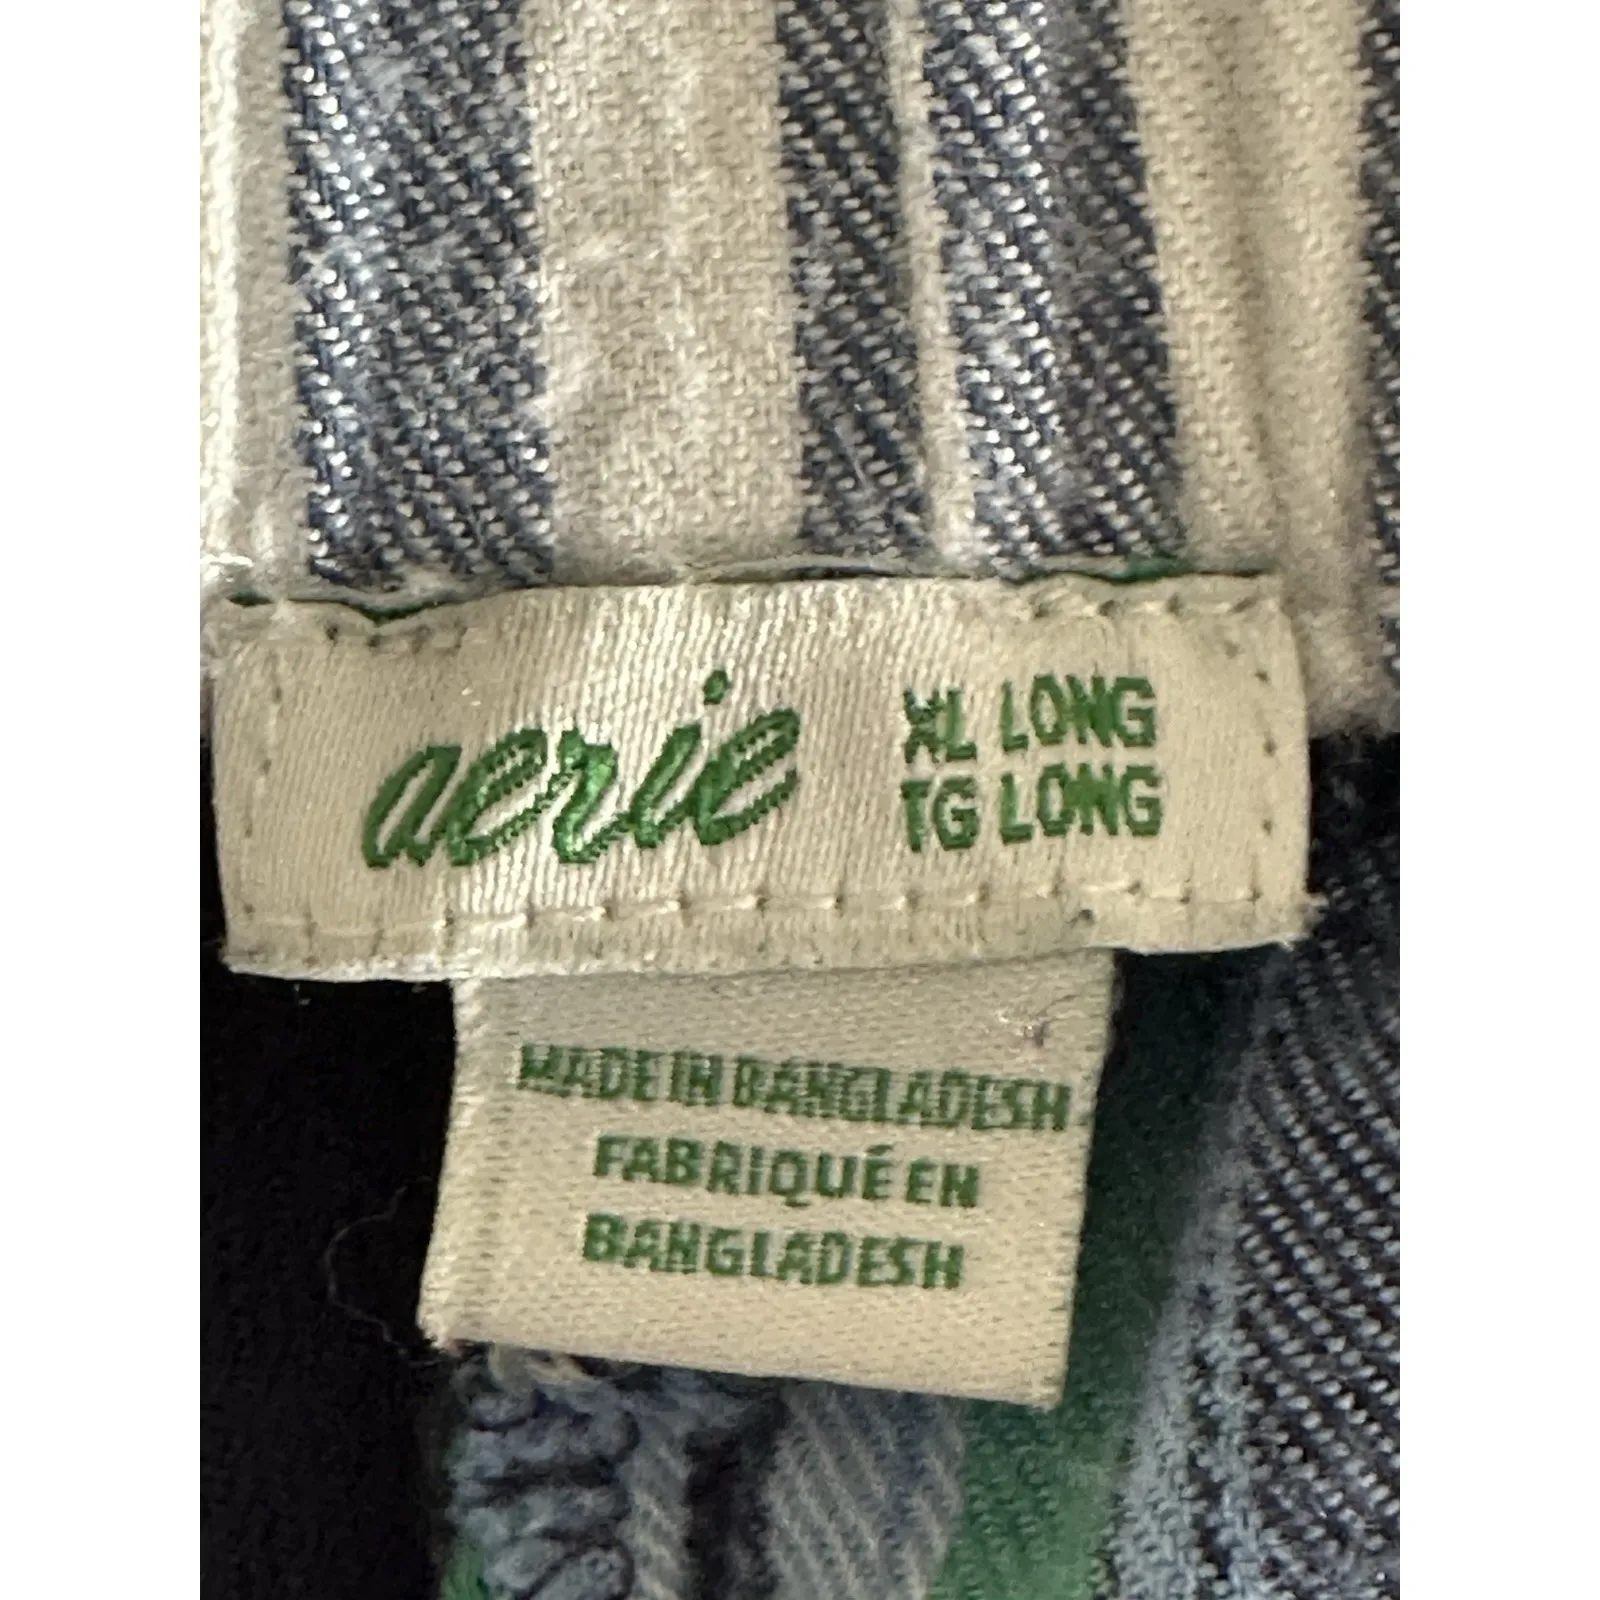 aerie
XL LONG
TG LONG
MADE IN BANGLADESH
FABRIQUÉ EN
BANGLADESH